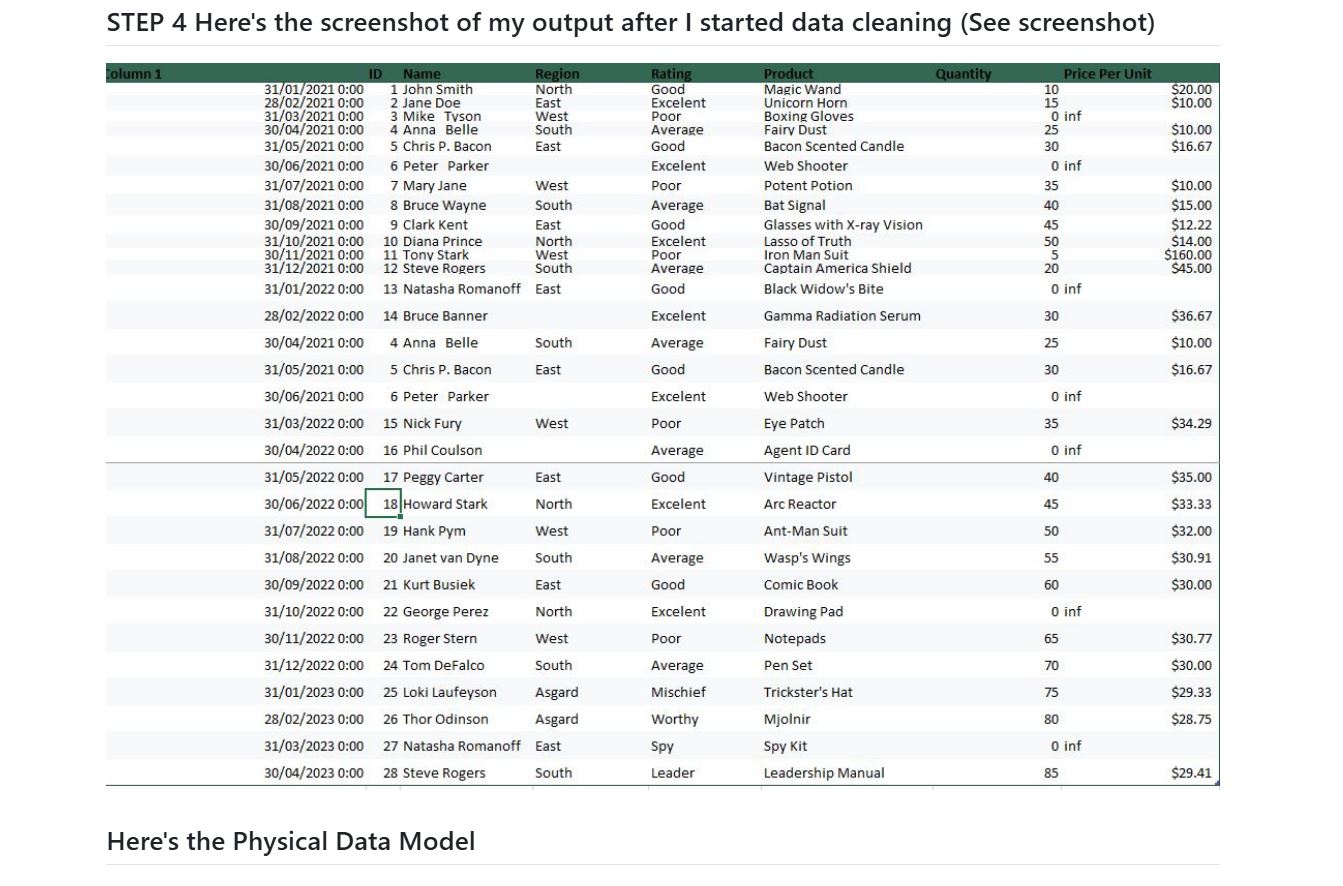 STEP 4 Here's the screenshot of my output after I started data cleaning (See screenshot)
Column 1 ID Name Region Rating Product Quantity Price Per Unit
31/01/2021 0:00 1 John Smith North Good Magic Wand 10 $20.00
28/02/2021 0:00 2 Jane Doe East Excelent Unicorn Horn 15 $10.00
31/03/2021 0:00 3 Mike Tyson West Poor Boxing Gloves 0 inf
30/04/2021 0:00 4 Anna Belle South Average Fairy Dust 25 $10.00
31/05/2021 0:00 5 Chris P. Bacon East Good Bacon Scented Candle 30 $16.67
30/06/2021 0:00 6 Peter Parker Excelent Web Shooter 0 inf
31/07/2021 0:00 7 Mary Jane West Poor Potent Potion 35 $10.00
31/08/2021 0:00 8 Bruce Wayne South Average Bat Signal 40 $15.00
30/09/2021 0:00 9 Clark Kent East Good Glasses with X-ray Vision 45 $12.22
31/10/2021 0:00 10 Diana Prince North Excelent Lasso of Truth 50 $14.00
30/11/2021 0:00 11 Tony Stark West Poor Iron Man Suit 5 $160.00
31/12/2021 0:00 12 Steve Rogers South Average Captain America Shield 20 $45.00
31/01/2022 0:00 13 Natasha Romanoff East Good Black Widow's Bite 0 inf
28/02/2022 0:00 14 Bruce Banner Excelent Gamma Radiation Serum 30 $36.67
30/04/2021 0:00 4 Anna Belle South Average Fairy Dust 25 $10.00
31/05/2021 0:00 5 Chris P. Bacon East Good Bacon Scented Candle 30 $16.67
30/06/2021 0:00 6 Peter Parker Excelent Web Shooter 0 inf
31/03/2022 0:00 15 Nick Fury West Poor Eye Patch 35 $34.29
30/04/2022 0:00 16 Phil Coulson Average Agent ID Card 0 inf
31/05/2022 0:00 17 Peggy Carter East Good Vintage Pistol 40 $35.00
30/06/2022 0:00 18 Howard Stark North Excelent Arc Reactor 45 $33.33
31/07/2022 0:00 19 Hank Pym West Poor Ant-Man Suit 50 $32.00
31/08/2022 0:00 20 Janet van Dyne South Average Wasp's Wings 55 $30.91
30/09/2022 0:00 21 Kurt Busiek East Good Comic Book 60 $30.00
31/10/2022 0:00 22 George Perez North Excelent Drawing Pad 0 inf
30/11/2022 0:00 23 Roger Stern West Poor Notepads 65 $30.77
31/12/2022 0:00 24 Tom DeFalco South Average Pen Set 70 $30.00
31/01/2023 0:00 25 Loki Laufeyson Asgard Mischief Trickster's Hat 75 $29.33
28/02/2023 0:00 26 Thor Odinson Asgard Worthy Mjolnir 80 $28.75
31/03/2023 0:00 27 Natasha Romanoff East Spy Spy Kit 0 inf
30/04/2023 0:00 28 Steve Rogers South Leader Leadership Manual 85 $29.41
Here's the Physical Data Model